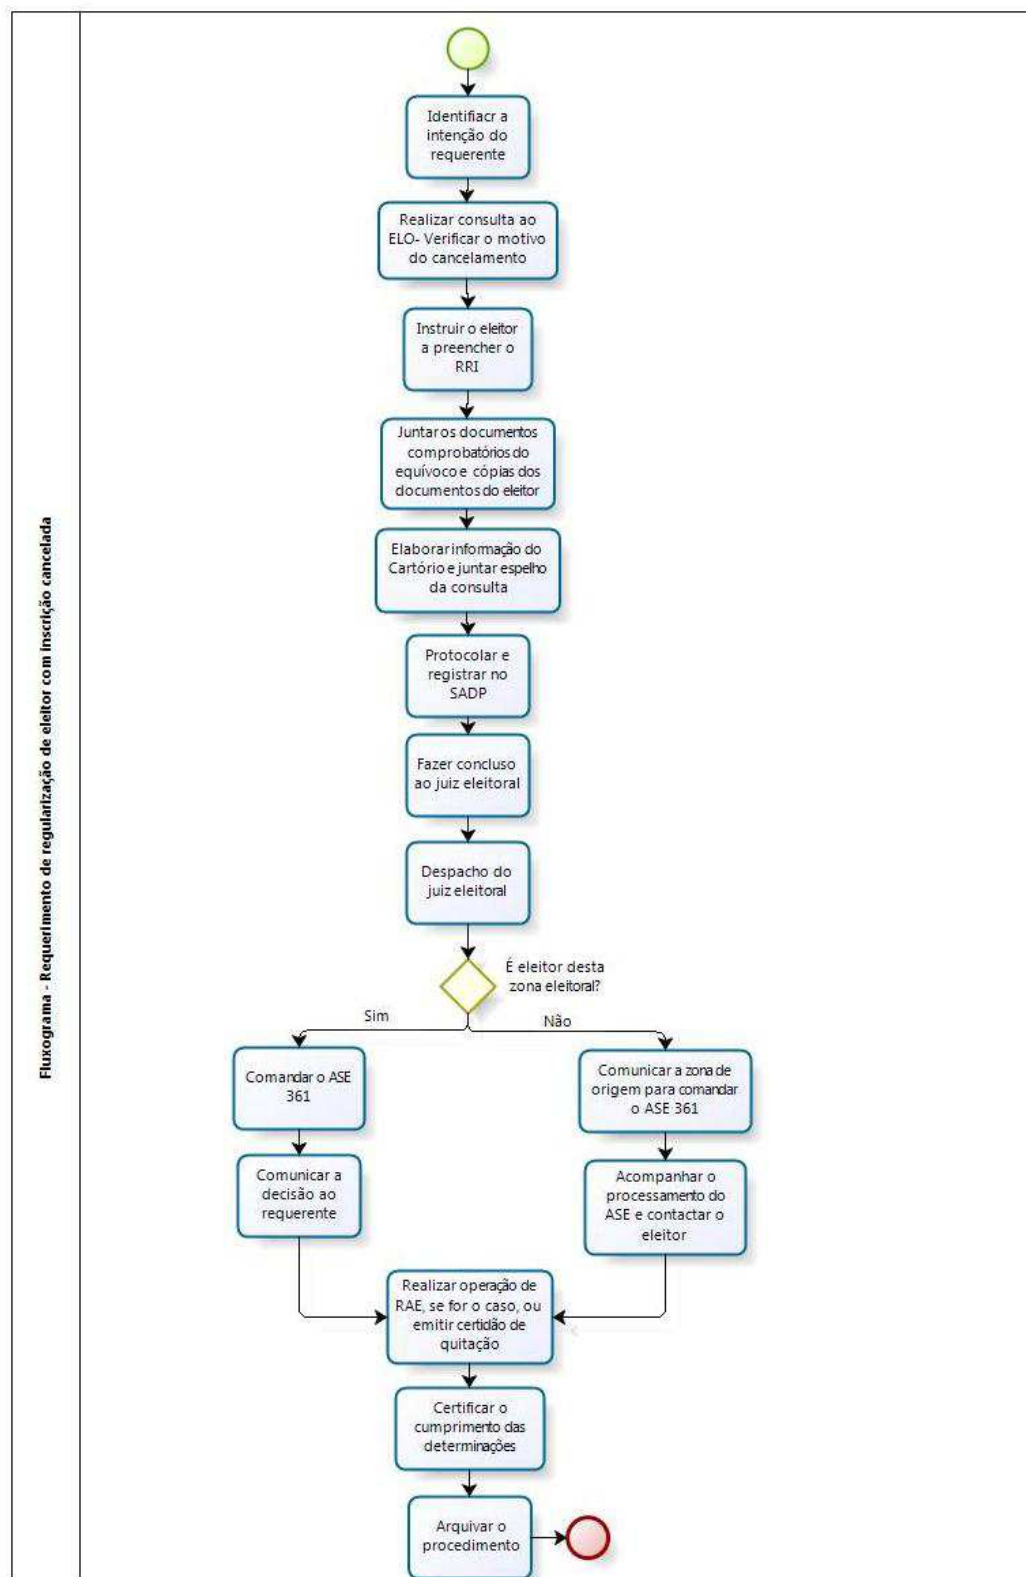 Fluxograma - Requerimento de regularização de eleitor com inscrição cancelada
Identifiacr a
intenção do
requerente
Realizar consulta ao
ELO- Verificar o motivo
do cancelamento
Instruir o eleitor
a preencher o
RRI
Juntar os documentos
comprobatórios do
equívoco e cópias dos
documentos do eleitor
Elaborar informação do
Cartório e juntar espelho
da consulta
Protocolar e
registrar no
SADP
Fazer concluso
ao juiz eleitoral
Despacho do
juiz eleitoral
É eleitor desta
zona eleitoral?
Sim
Não
Comandar o ASE
361
Comunicar a zona de
origem para comandar
o ASE 361
Comunicar a
decisão ao
requerente
Acompanhar o
processamento do
ASE e contactar o
eleitor
Realizar operação de
RAE, se for o caso, ou
emitir certidão de
quitação
Certificar o
cumprimento das
determinações
Arquivar o
procedimento